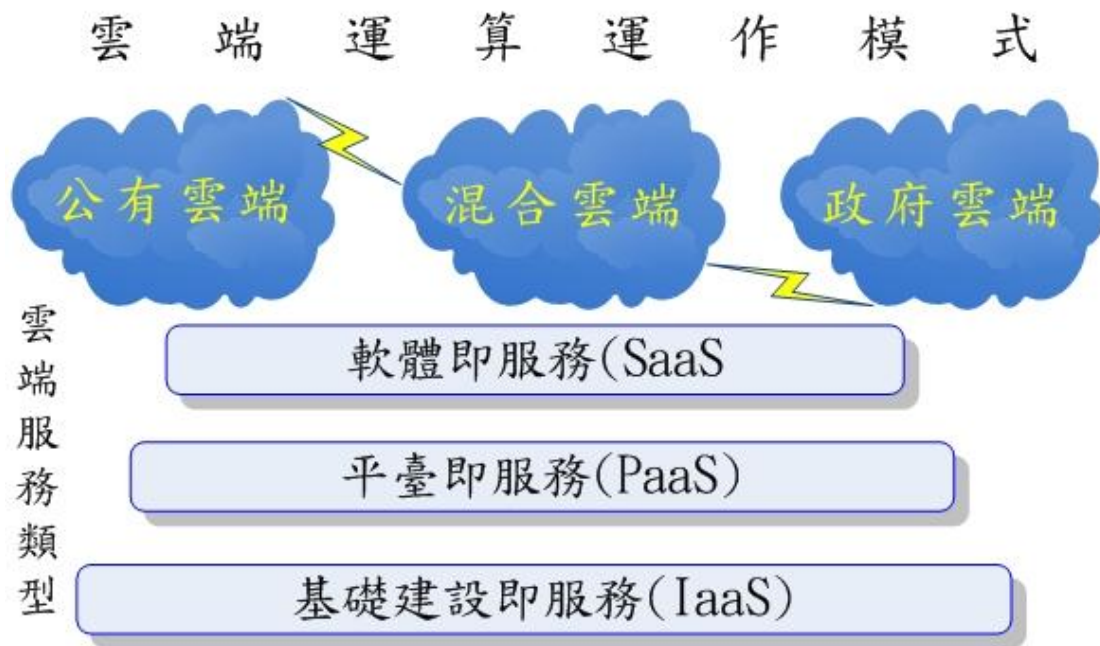 雲端運算運作模式
公有雲端
混合雲端
政府雲端
雲端服務類型
軟體即服務(SaaS
平臺即服務(PaaS)
基礎建設即服務(IaaS)